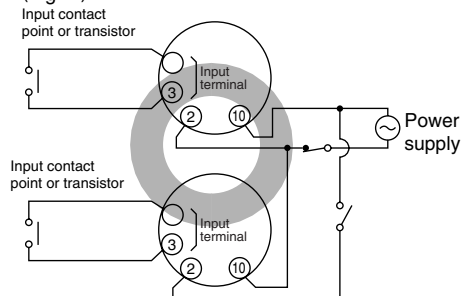 Input contact
point or transistor
Input
terminal
3
2
10
Power
supply
Input contact
point or transistor
Input
terminal
3
2
10